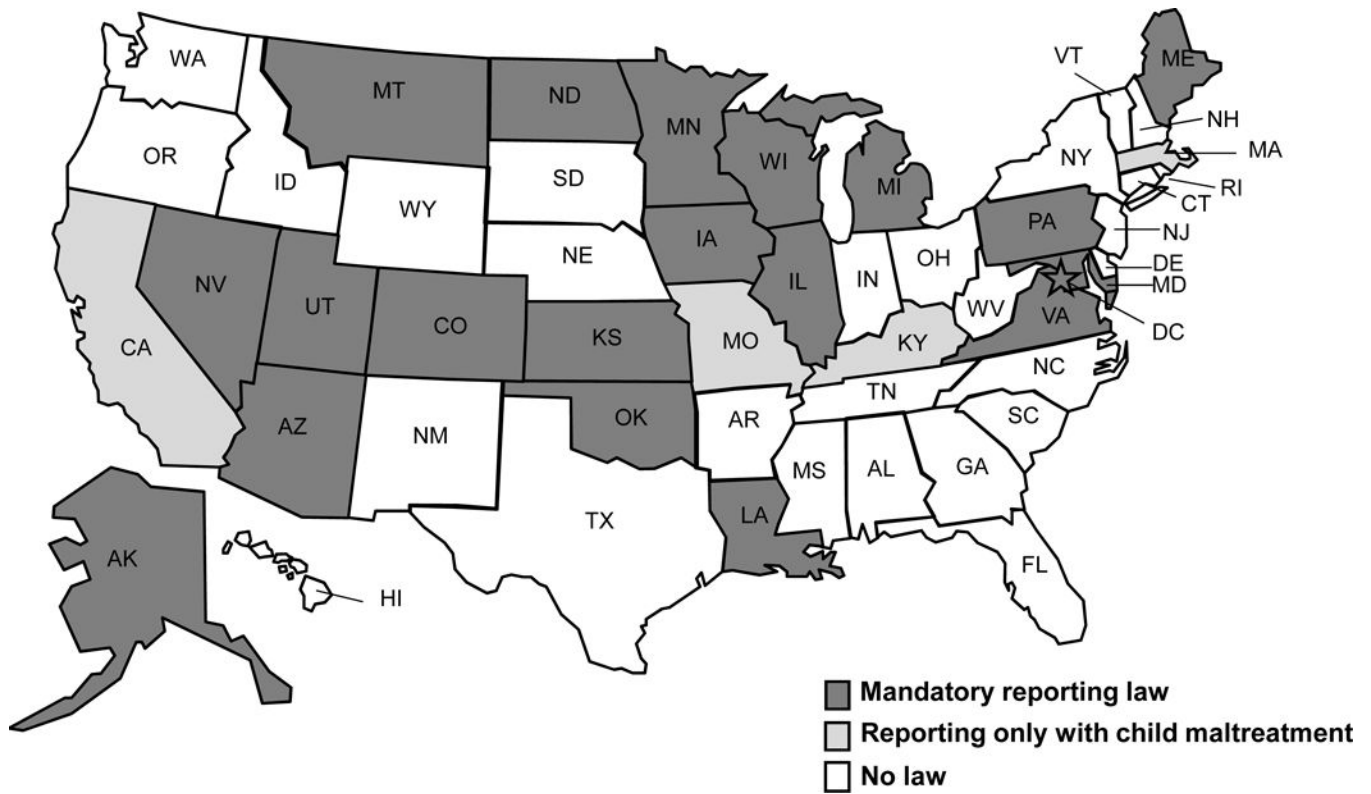 WA
MT
ND
MN
VT
ME
OR
ID
WY
SD
WI
MI
NY
NH
MA
RI
CT
NV
UT
CO
NE
IA
IL
IN
OH
PA
NJ
DE
MD
DC
CA
AZ
NM
KS
OK
MO
KY
WV
VA
TN
NC
SC
AR
MS
AL
GA
TX
LA
FL
AK
HI
Mandatory reporting law
Reporting only with child maltreatment
No law